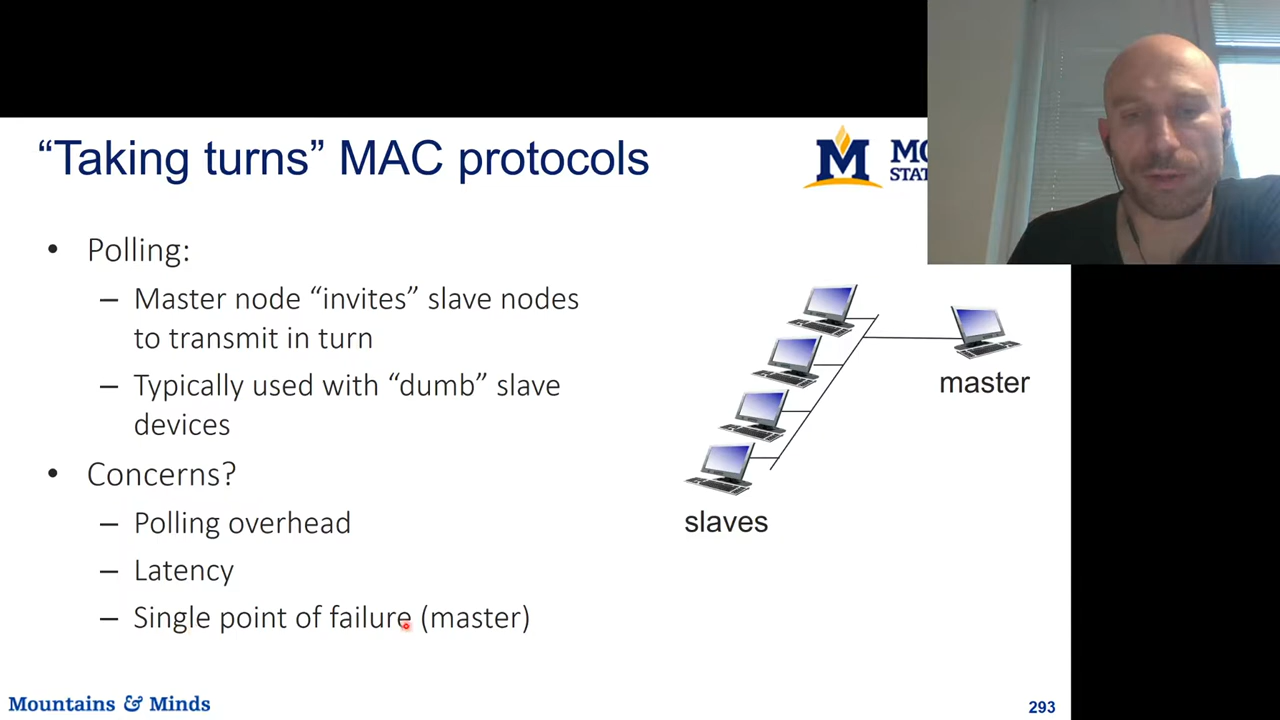 “Taking turns” MAC protocols
M
STAT
• Polling:
– Master node “invites” slave nodes
to transmit in turn
– Typically used with “dumb” slave
devices
• Concerns?
– Polling overhead
– Latency
– Single point of failure (master)
master
slaves
Mountains & Minds
293